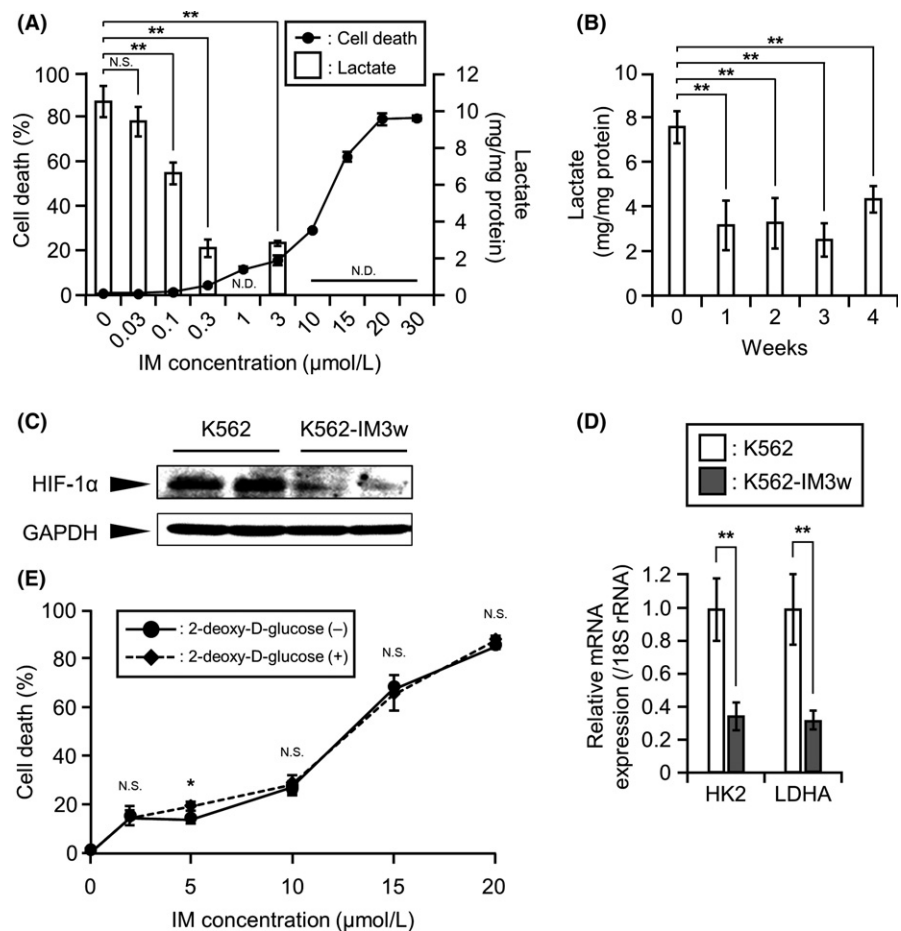 (A)
**
**
**
N.S.
: Cell death
: Lactate
100
80
60
40
20
0
Cell death (%)
12
10
8
6
4
2
0
Lactate
(mg/mg protein)
N.D.
N.D.
0 0.03 0.1 0.3 1 3 10 15 20 30
IM concentration (μmol/L)
(B)
**
**
**
**
10
8
6
4
2
0
Lactate
(mg/mg protein)
0 1 2 3 4
Weeks
(C)
K562 K562-IM3w
HIF-1α
GAPDH
(D)
: K562
: K562-IM3w
** **
1.2
1.0
0.8
0.6
0.4
0.2
0
Relative mRNA
expression (/18S rRNA)
HK2 LDHA
(E)
: 2-deoxy-D-glucose (–)
: 2-deoxy-D-glucose (+)
100
80
60
40
20
0
Cell death (%)
N.S. * N.S. N.S. N.S.
0 5 10 15 20
IM concentration (μmol/L)